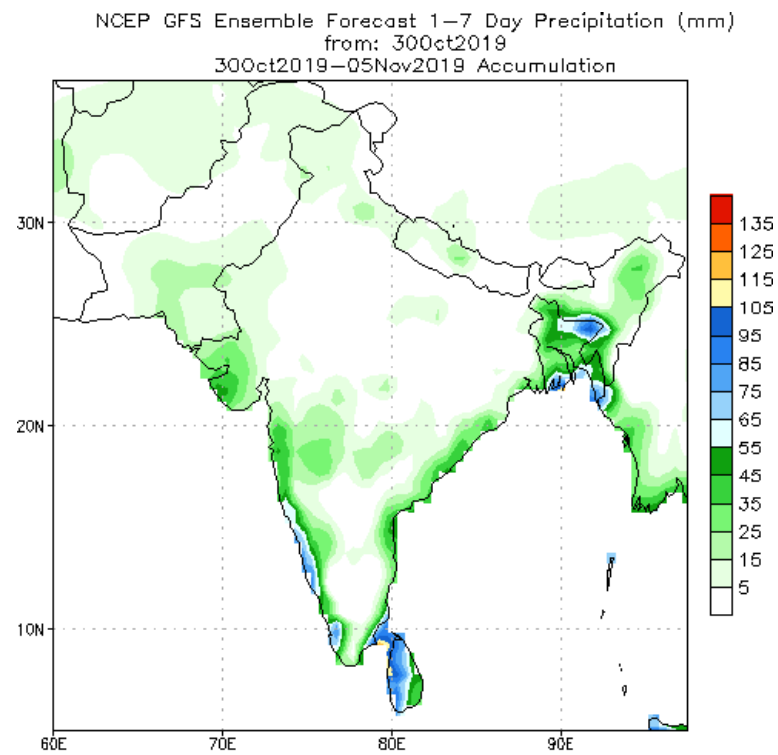 NCEP GFS Ensemble Forecast 1–7 Day Precipitation (mm)
from: 30Oct2019
30Oct2019–05Nov2019 Accumulation
135
125
115
105
95
85
75
65
55
45
35
25
15
5
30N
20N
10N
60E
70E
80E
90E